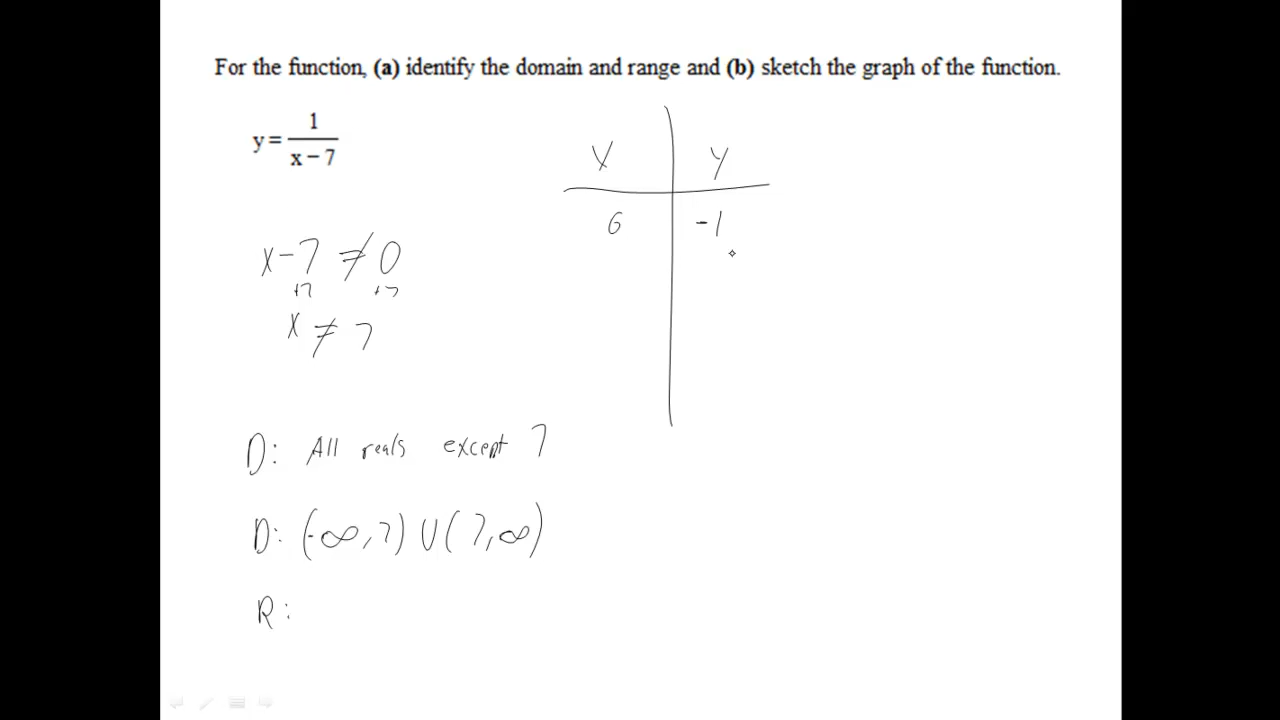 For the function, (a) identify the domain and range and (b) sketch the graph of the function.
y = 1/(x − 7)
X Y
6 -1
x - 7 ≠ 0
+7 +7
x ≠ 7
D: All reals except 7
D: (-∞, 7) ∪ (7, ∞)
R: